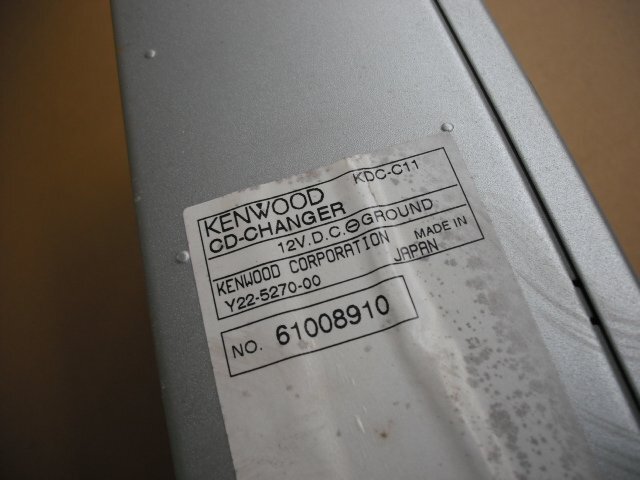 KENWOOD KDC-C11
CD-CHANGER
12V.D.C.⊖GROUND
KENWOOD CORPORATION MADE IN
Y22-5270-00 JAPAN
NO. 61008910